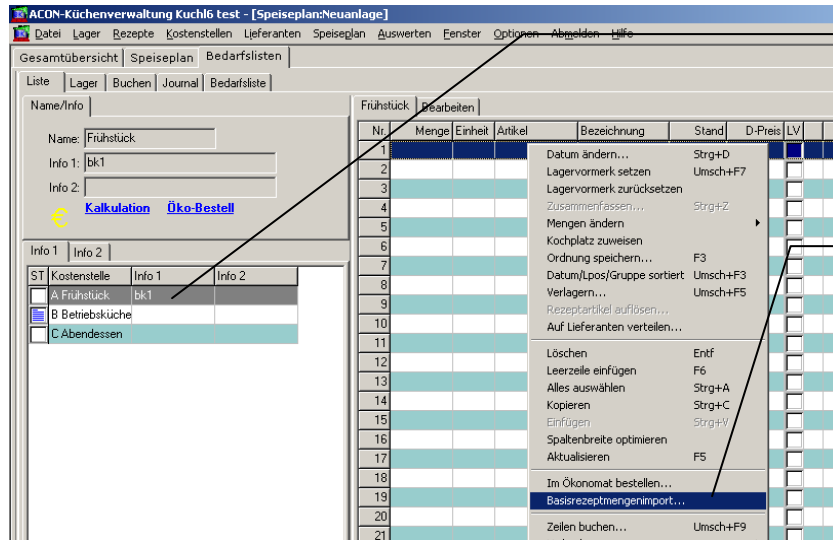 ACON-Küchenverwaltung Kuchl6 test - [Speiseplan:Neuanlage]
Datei Lager Rezepte Kostenstellen Lieferanten Speiseplan Auswerten Fenster Optionen Abmelden Hilfe
Gesamtübersicht Speiseplan Bedarfslisten
Liste Lager Buchen Journal Bedarfsliste
Name/Info
Name: Frühstück
Info 1: bk1
Info 2:
€ Kalkulation Öko-Bestell
Info 1 Info 2
ST Kostenstelle Info 1 Info 2
A Frühstück bk1
B Betriebsküche
C Abendessen
Frühstück Bearbeiten
Nr. Menge Einheit Artikel Bezeichnung Stand D-Preis LV
1
2
3
4
5
6
7
8
9
10
11
12
13
14
15
16
17
18
19
20
21
Datum ändern... Strg+D
Lagervormerk setzen Umsch+F7
Lagervormerk zurücksetzen
Zusammenfassen... Strg+Z
Mengen ändern
Kochplatz zuweisen
Ordnung speichern... F3
Datum/Lpos/Gruppe sortiert Umsch+F3
Verlagern... Umsch+F5
Rezeptartikel auflösen...
Auf Lieferanten verteilen...
Löschen Entf
Leerzeile einfügen F6
Alles auswählen Strg+A
Kopieren Strg+C
Einfügen Strg+V
Spaltenbreite optimieren
Aktualisieren F5
Im Ökonomat bestellen...
Basisrezeptmengenimport...
Zeilen buchen... Umsch+F9